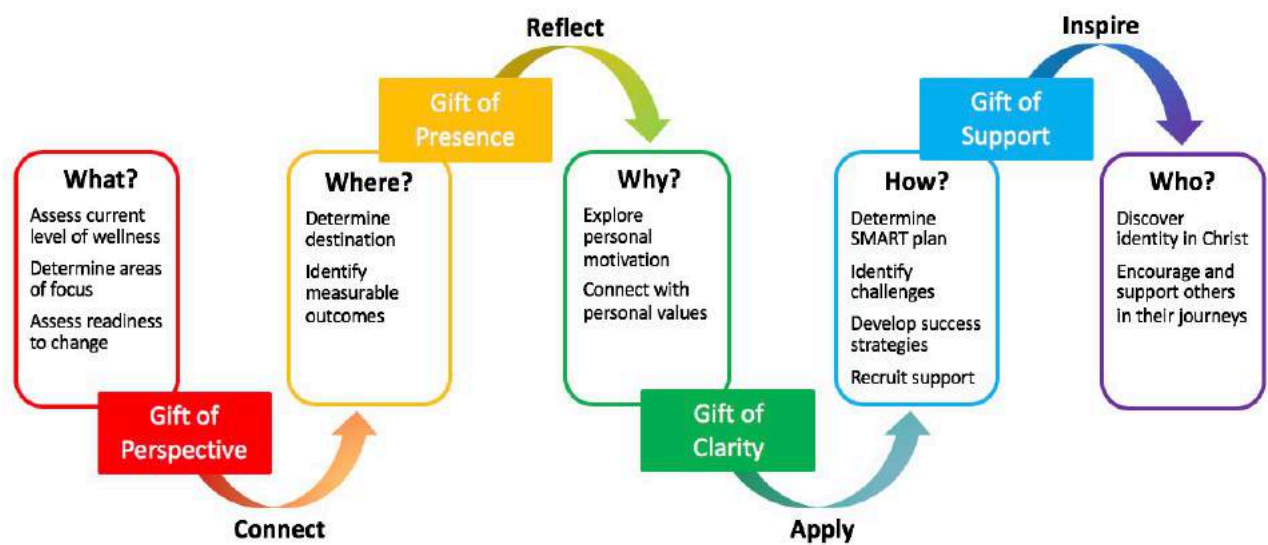 What?
Assess current
level of wellness
Determine areas
of focus
Assess readiness
to change
Gift of
Perspective
Connect
Where?
Determine
destination
Identify
measurable
outcomes
Gift of
Presence
Reflect
Why?
Explore
personal
motivation
Connect with
personal values
Gift of
Clarity
Apply
How?
Determine
SMART plan
Identify
challenges
Develop success
strategies
Recruit support
Gift of
Support
Inspire
Who?
Discover
identity in Christ
Encourage and
support others
in their journeys